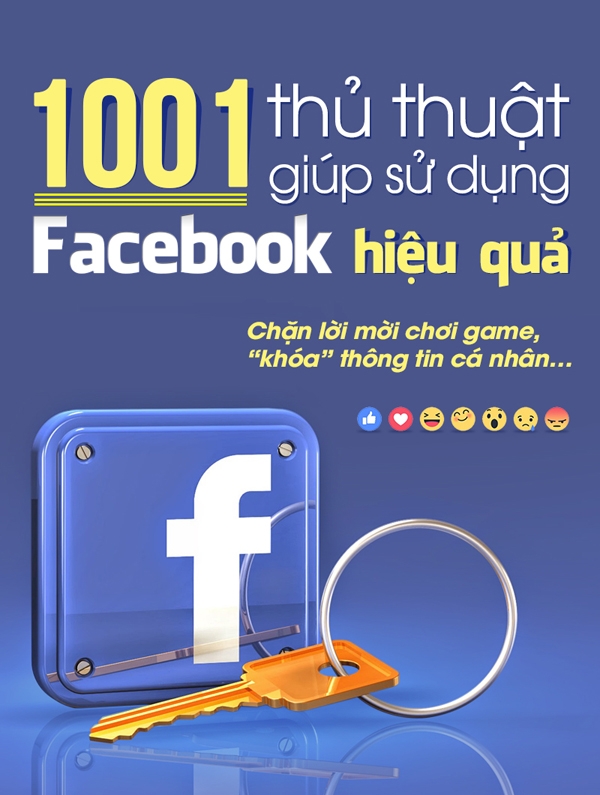 1001 thủ thuật
giúp sử dụng
Facebook hiệu quả
Chặn lời mời chơi game,
“khóa” thông tin cá nhân...
f